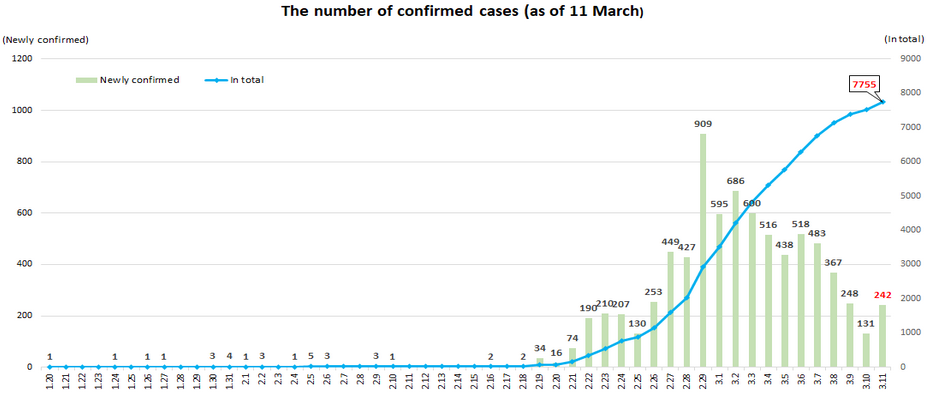 The number of confirmed cases (as of 11 March)
(Newly confirmed) (In total)
Newly confirmed In total
1200 9000
8000
1000 7000
800 6000
5000
600 4000
400 3000
2000
200 1000
0 0
7755
1 1 1 1 3 4 1 3 1 5 3 3 1 2 2 34 16 74 190 210 207 130 253 449 427 909 595 686 600 516 438 518 483 367 248 131 242
1.20 1.21 1.22 1.23 1.24 1.25 1.26 1.27 1.28 1.29 1.30 1.31 2.1 2.2 2.3 2.4 2.5 2.6 2.7 2.8 2.9 2.10 2.11 2.12 2.13 2.14 2.15 2.16 2.17 2.18 2.19 2.20 2.21 2.22 2.23 2.24 2.25 2.26 2.27 2.28 2.29 3.1 3.2 3.3 3.4 3.5 3.6 3.7 3.8 3.9 3.10 3.11